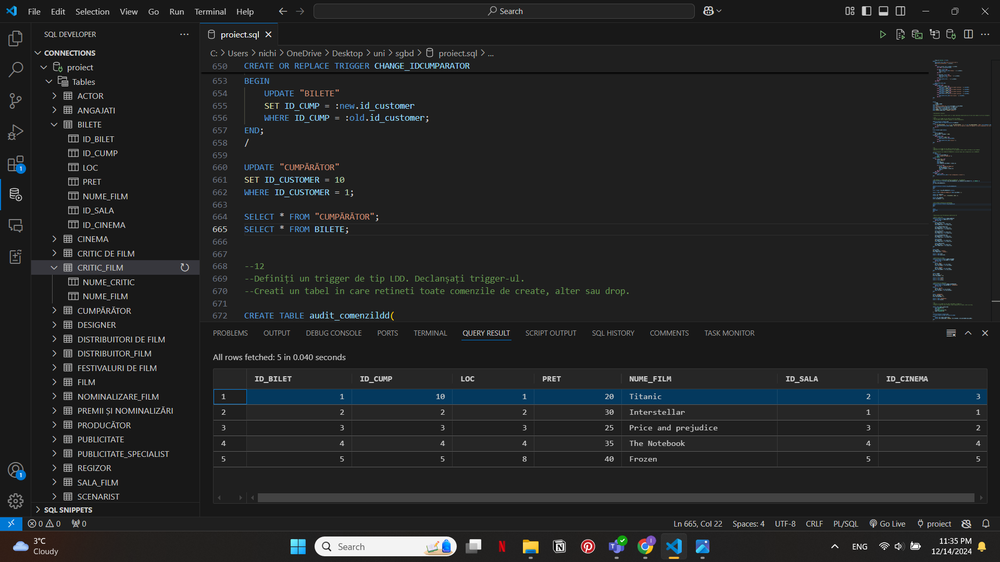 File Edit Selection View Go Run Terminal Help
Search
SQL DEVELOPER
CONNECTIONS
proiect
Tables
ACTOR
ANGAJATI
BILETE
ID_BILET
ID_CUMP
LOC
PRET
NUME_FILM
ID_SALA
ID_CINEMA
CINEMA
CRITIC DE FILM
CRITIC_FILM
NUME_CRITIC
NUME_FILM
CUMPĂRĂTOR
DESIGNER
DISTRIBUITORI DE FILM
DISTRIBUITOR_FILM
FESTIVALURI DE FILM
FILM
NOMINALIZARE_FILM
PREMII ȘI NOMINALIZĂRI
PRODUCĂTOR
PUBLICITATE
PUBLICITATE_SPECIALIST
REGIZOR
SALA_FILM
SCENARIST
SQL SNIPPETS
1
1
proiect.sql
C: > Users > nichi > OneDrive > Desktop > uni > sgbd > proiect.sql > ...
650 CREATE OR REPLACE TRIGGER CHANGE_IDCUMPARATOR
653 BEGIN
654 UPDATE "BILETE"
655 SET ID_CUMP = :new.id_customer
656 WHERE ID_CUMP = :old.id_customer;
657 END;
658 /
659
660 UPDATE "CUMPĂRĂTOR"
661 SET ID_CUSTOMER = 10
662 WHERE ID_CUSTOMER = 1;
663
664 SELECT * FROM "CUMPĂRĂTOR";
665 SELECT * FROM BILETE;
666
667
668 --12
669 --Definiți un trigger de tip LDD. Declanșați trigger-ul.
670 --Creati un tabel in care retineti toate comenzile de create, alter sau drop.
671
672 CREATE TABLE audit_comenzildd(
PROBLEMS OUTPUT DEBUG CONSOLE PORTS TERMINAL QUERY RESULT SCRIPT OUTPUT SQL HISTORY COMMENTS TASK MONITOR
All rows fetched: 5 in 0.040 seconds
ID_BILET ID_CUMP LOC PRET NUME_FILM ID_SALA ID_CINEMA
1 1 10 1 20 Titanic 2 3
2 2 2 2 30 Interstellar 1 1
3 3 3 3 25 Price and prejudice 3 2
4 4 4 4 35 The Notebook 4 4
5 5 5 8 40 Frozen 5 5
0 0 0 Ln 665, Col 22 Spaces: 4 UTF-8 CRLF PL/SQL Go Live proiect
3°C
Cloudy
Search
N
ENG
11:35 PM
12/14/2024